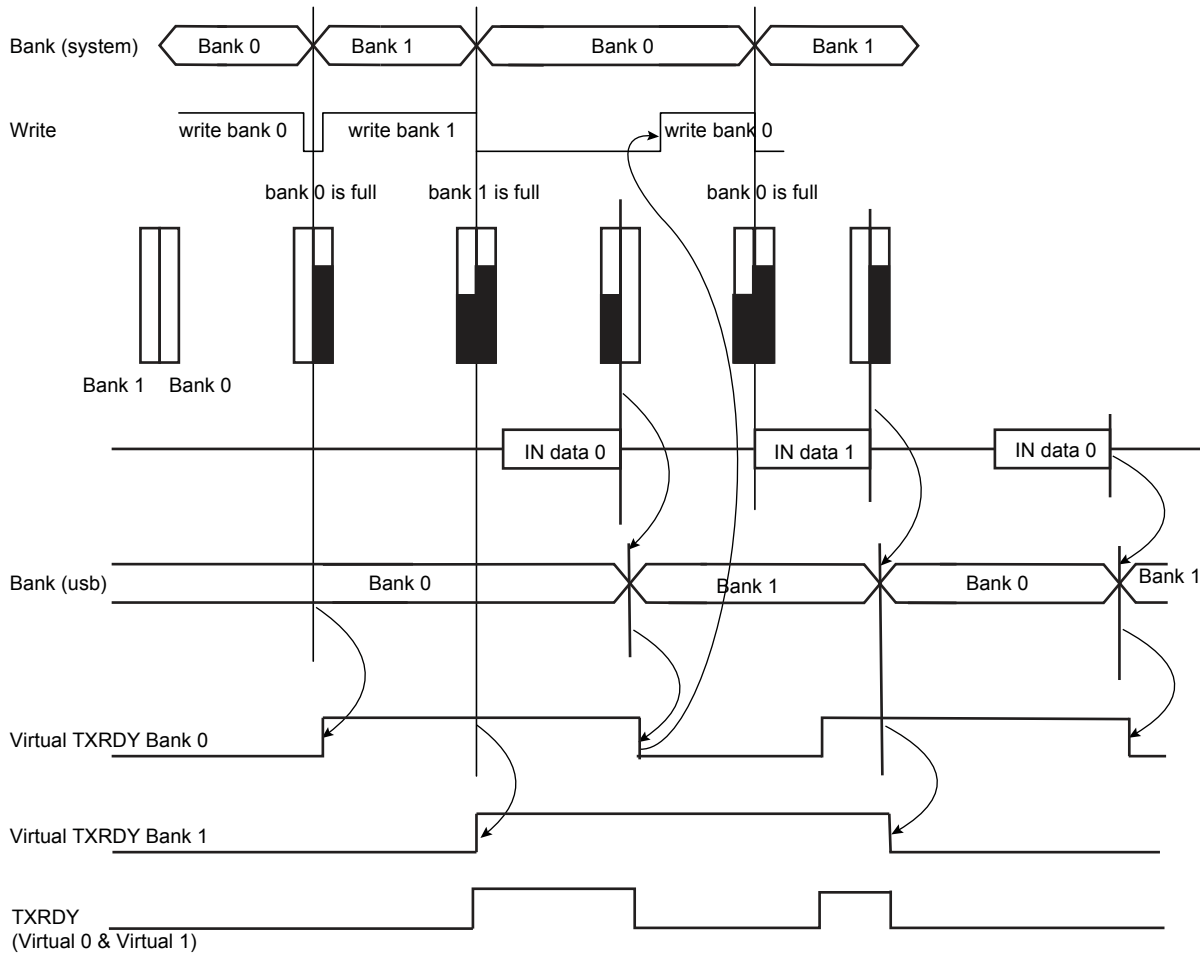 Bank (system)
Bank 0
Bank 1
Bank 0
Bank 1
Write
write bank 0
write bank 1
write bank 0
bank 0 is full
bank 1 is full
bank 0 is full
Bank 1
Bank 0
IN data 0
IN data 1
IN data 0
Bank (usb)
Bank 0
Bank 1
Bank 0
Bank 1
Virtual TXRDY Bank 0
Virtual TXRDY Bank 1
TXRDY
(Virtual 0 & Virtual 1)